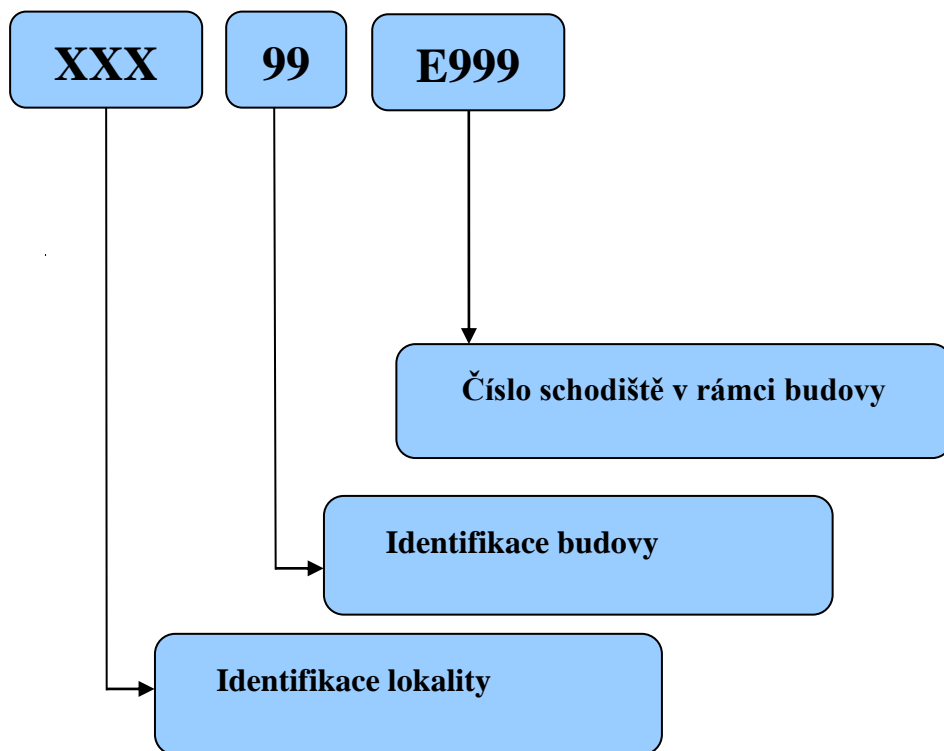 XXX 99 E999
Číslo schodiště v rámci budovy
Identifikace budovy
Identifikace lokality